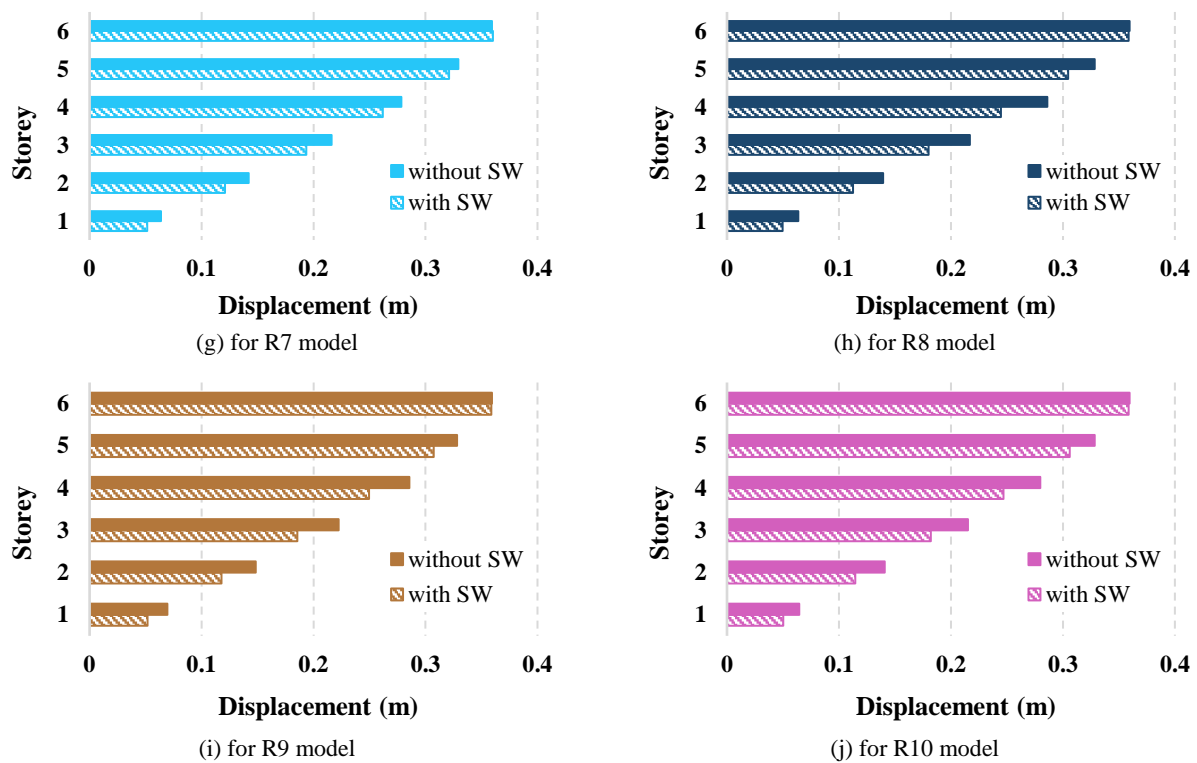 6
5
4
3
2
1
Storey
without SW
with SW
0 0.1 0.2 0.3 0.4
Displacement (m)
(g) for R7 model
6
5
4
3
2
1
Storey
without SW
with SW
0 0.1 0.2 0.3 0.4
Displacement (m)
(h) for R8 model
6
5
4
3
2
1
Storey
without SW
with SW
0 0.1 0.2 0.3 0.4
Displacement (m)
(i) for R9 model
6
5
4
3
2
1
Storey
without SW
with SW
0 0.1 0.2 0.3 0.4
Displacement (m)
(j) for R10 model